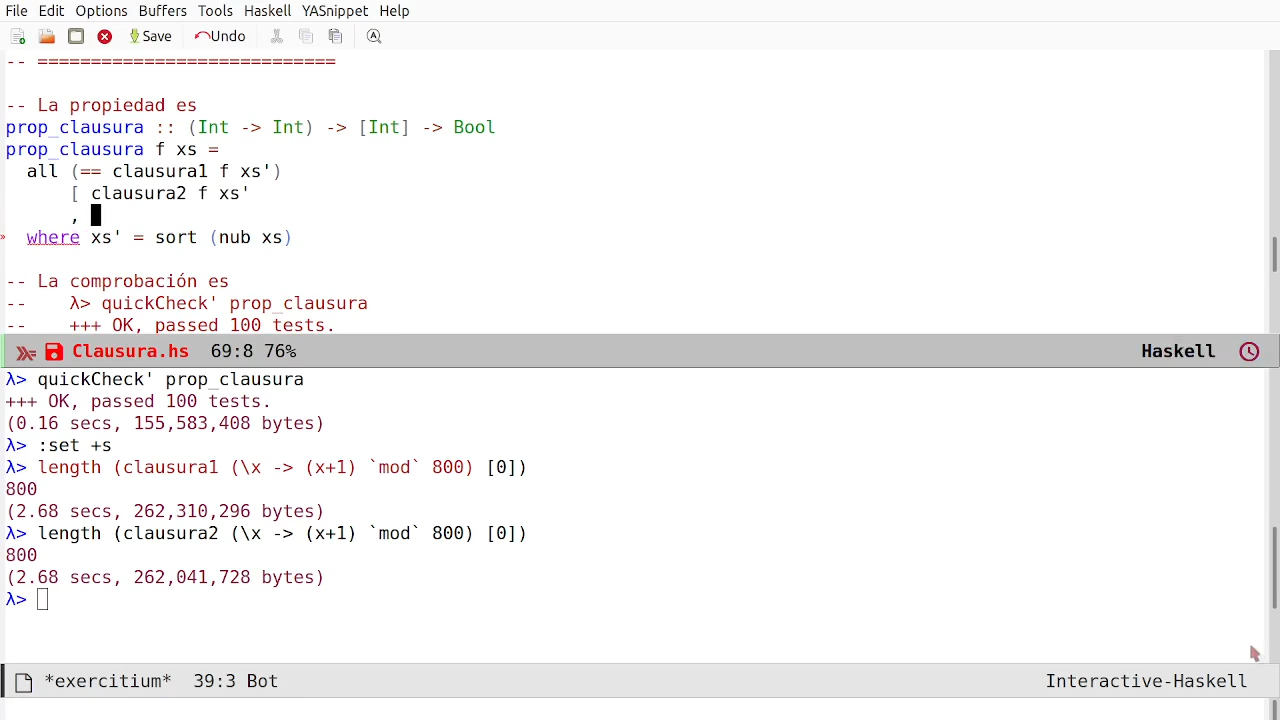 File Edit Options Buffers Tools Haskell YASnippet Help
Save Undo
-- ============================
-- La propiedad es
prop_clausura :: (Int -> Int) -> [Int] -> Bool
prop_clausura f xs =
  all (== clausura1 f xs')
      [ clausura2 f xs'
      ,
» where xs' = sort (nub xs)
-- La comprobación es
--    λ> quickCheck' prop_clausura
--    +++ OK, passed 100 tests.
Clausura.hs 69:8 76% Haskell
λ> quickCheck' prop_clausura
+++ OK, passed 100 tests.
(0.16 secs, 155,583,408 bytes)
λ> :set +s
λ> length (clausura1 (\x -> (x+1) `mod` 800) [0])
800
(2.68 secs, 262,310,296 bytes)
λ> length (clausura2 (\x -> (x+1) `mod` 800) [0])
800
(2.68 secs, 262,041,728 bytes)
λ>
*exercitium* 39:3 Bot Interactive-Haskell